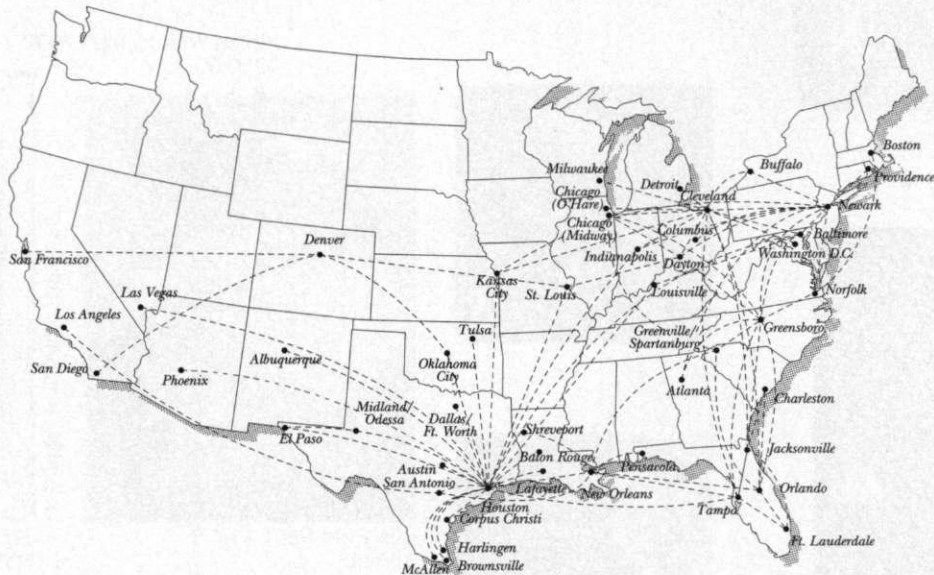 Boston
Buffalo
Milwaukee
Detroit
Providence
Cleveland
Chicago
(O'Hare)
Newark
Chicago
(Midway)
Columbus
Baltimore
Denver
San Francisco
Indianapolis
Dayton
Washington D.C.
Kansas
City
St. Louis
Louisville
Norfolk
Las Vegas
Los Angeles
Tulsa
Greenville/
Spartanburg
Greensboro
Albuquerque
Oklahoma
City
San Diego
Phoenix
Atlanta
Charleston
Midland/
Odessa
Dallas/
Ft. Worth
Shreveport
El Paso
Baton Rouge
Pensacola
Jacksonville
Austin
San Antonio
Lafayette
New Orleans
Orlando
Houston
Tampa
Corpus Christi
Ft. Lauderdale
Harlingen
McAllen
Brownsville